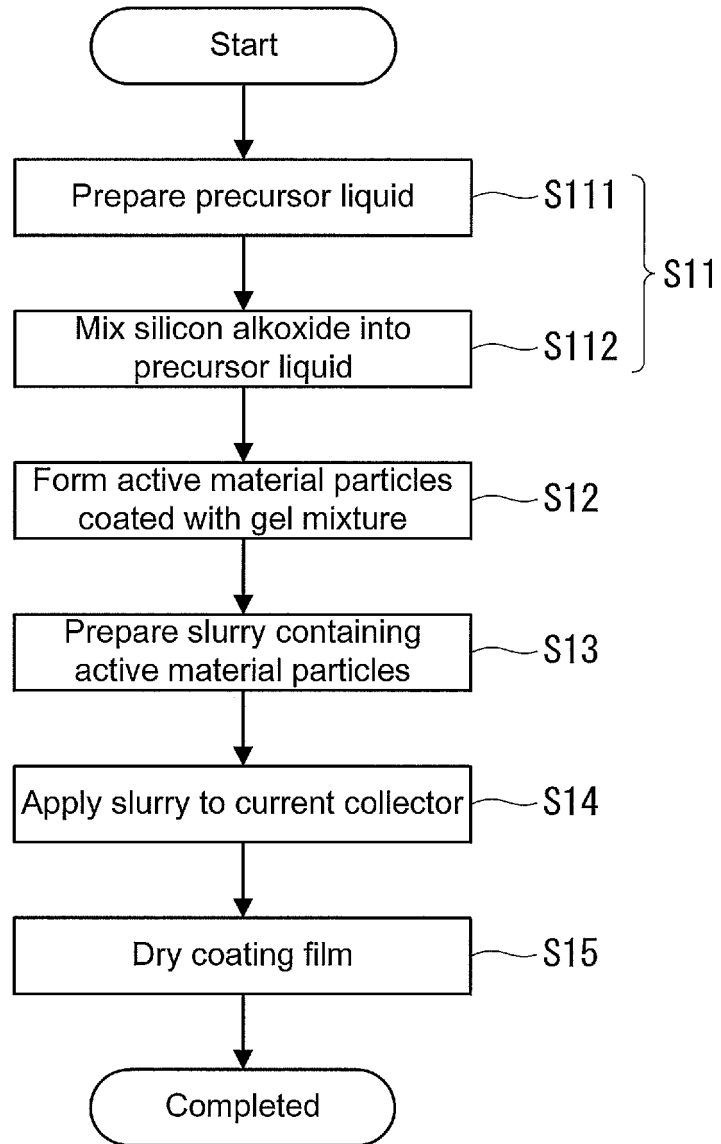 Start
Prepare precursor liquid
S111
S11
Mix silicon alkoxide into
precursor liquid
S112
Form active material particles
coated with gel mixture
S12
Prepare slurry containing
active material particles
S13
Apply slurry to current collector
S14
Dry coating film
S15
Completed